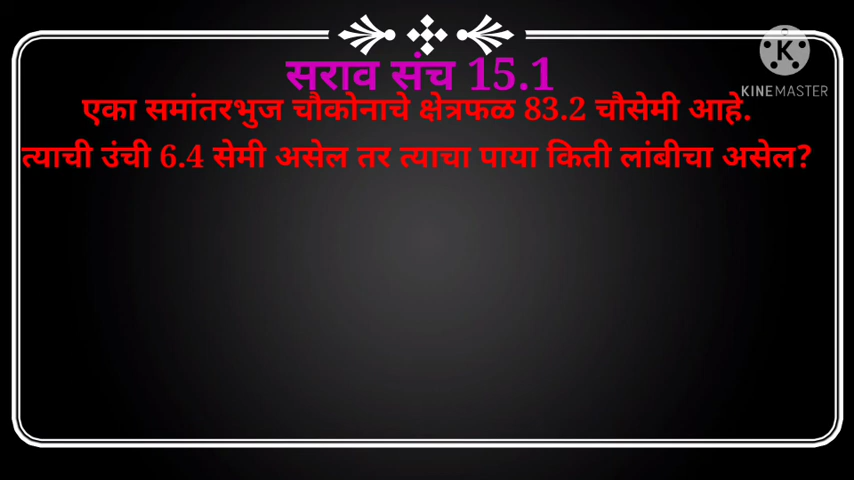 सराव संच 15.1
एका समांतरभुज चौकोनाचे क्षेत्रफळ 83.2 चौसेमी आहे.
त्याची उंची 6.4 सेमी असेल तर त्याचा पाया किती लांबीचा असेल?
K
KINEMASTER